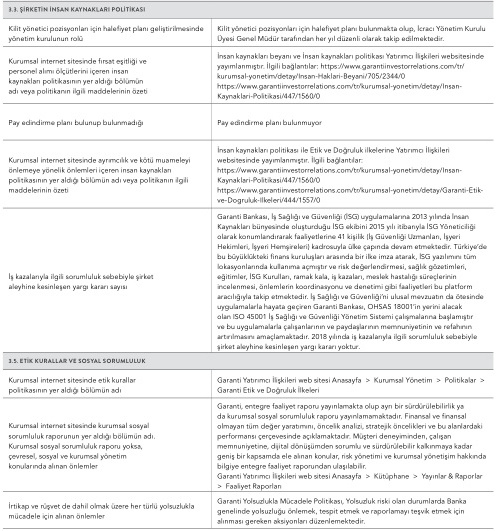 3.3. ŞİRKETİN İNSAN KAYNAKLARI POLİTİKASI
Kilit yönetici pozisyonları için halefiyet planı geliştirilmesinde
yönetim kurulunun rolü
Kilit yönetici pozisyonları için halefiyet planı bulunmakta olup, İcracı Yönetim Kurulu
Üyesi Genel Müdür tarafından her yıl düzenli olarak takip edilmektedir.
Kurumsal internet sitesinde fırsat eşitliği ve
personel alımı ölçütlerini içeren insan
kaynakları politikasının yer aldığı bölümün
adı veya politikanın ilgili maddelerinin özeti
İnsan kaynakları beyanı ve İnsan kaynakları politikası Yatırımcı İlişkileri websitesinde
yayımlanmıştır. İlgili bağlantılar: https://www.garantiinvestorrelations.com/tr/
kurumsal-yonetim/detay/Insan-Haklari-Beyani/705/2344/0
https://www.garantiinvestorrelations.com/tr/kurumsal-yonetim/detay/Insan-
Kaynaklari-Politikasi/447/1560/0
Pay edindirme planı bulunup bulunmadığı
Pay edindirme planı bulunmuyor
Kurumsal internet sitesinde ayrımcılık ve kötü muameleyi
önlemeye yönelik önlemleri içeren insan kaynakları
politikasının yer aldığı bölümün adı veya politikanın ilgili
maddelerinin özeti
İnsan kaynakları politikası ile Etik ve Doğruluk ilkelerine Yatırımcı İlişkileri
websitesinde yayımlanmıştır. İlgili bağlantılar:
https://www.garantiinvestorrelations.com/tr/kurumsal-yonetim/detay/Insan-
Kaynaklari-Politikasi/447/1560/0
https://www.garantiinvestorrelations.com/tr/kurumsal-yonetim/detay/Garanti-Etik-
ve-Dogruluk-Ilkeleri/444/1557/0
İş kazalarıyla ilgili sorumluluk sebebiyle şirket
aleyhine kesinleşen yargı kararı sayısı
Garanti Bankası, İş Sağlığı ve Güvenliği (İSG) uygulamalarına 2013 yılında İnsan
Kaynakları bünyesinde oluşturduğu İSG ekibini 2015 yılı itibanyla İSG Yöneticiliği
olarak konumlandırarak faaliyetlerine 41 kişilik (İş Güvenliği Uzmanları, İşyeri
Hekimleri, İşyeri Hemşireleri) kadrosuyla ülke çapında devam etmektedir. Türkiye'de
bu büyüklükteki finans kuruluşları arasında bir ilke imza atarak, İSG yazılımını tüm
lokasyonlarında kullanıma açmıştır ve risk değerlendirmesi, sağlık gözetimleri,
eğitimler, İSG Kurulları, ramak kala, iş kazaları, meslek hastalığı süreçlerinin
incelenmesi, önlemlerin koordinasyonu ve denetimi gibi faaliyetleri bu platform
aracılığıyla takip etmektedir. İş Sağlığı ve Güvenliği'ni ulusal mevzuatın da ötesinde
uygulamalarla hayata geçiren Garanti Bankası, OHSAS 18001'in yerini alacak
olan ISO 45001 İş Sağlığı ve Güvenliği Yönetim Sistemi çalışmalarına başlamıştır
ve bu uygulamalarla çalışanlarının ve paydaşlarının memnuniyetinin ve refahının
artırılmasını amaçlamaktadır. 2018 yılında iş kazalarıyla ilgili sorumluluk sebebiyle
şirket aleyhine kesinleşen yargı kararı yoktur.
3.5. ETİK KURALLAR VE SOSYAL SORUMLULUK
Kurumsal internet sitesinde etik kurallar
politikasının yer aldığı bölümün adı
Garanti Yatırımcı İlişkileri web sitesi Anasayfa > Kurumsal Yönetim > Politikalar >
Garanti Etik ve Doğruluk İlkeleri
Kurumsal internet sitesinde kurumsal sosyal
sorumluluk raporunun yer aldığı bölümün adı.
Kurumsal sosyal sorumluluk raporu yoksa,
çevresel, sosyal ve kurumsal yönetim
konularında alınan önlemler
Garanti, entegre faaliyet raporu yayınlamakta olup ayrı bir sürdürülebilirlik ya
da kurumsal sosyal sorumluluk raporu yayınlamamaktadır. Finansal ve finansal
olmayan tüm değer yaratımını, öncelik analizi, stratejik öncelikleri ve bu alanlardaki
performansı çerçevesinde açıklamaktadır. Müşteri deneyiminden, çalışan
memnuniyetine, dijital dönüşümden sorumlu ve sürdürülebilir kalkınmaya kadar
geniş bir kapsamda ele alınan konular, risk yönetimi ve kurumsal yönetişim hakkında
bilgiye entegre faaliyet raporundan ulaşılabilir.
Garanti Yatırımcı İlişkileri web sitesi Anasayfa > Kütüphane > Yayınlar & Raporlar
> Faaliyet Raporları
İrtikap ve rüşvet de dahil olmak üzere her türlü yolsuzlukla
mücadele için alınan önlemler
Garanti Yolsuzlukla Mücadele Politikası, Yolsuzluk riski olan durumlarda Banka
genelinde yolsuzluğu önlemek, tespit etmek ve raporlamayı teşvik etmek için
alınması gereken aksiyonları düzenlemektedir.